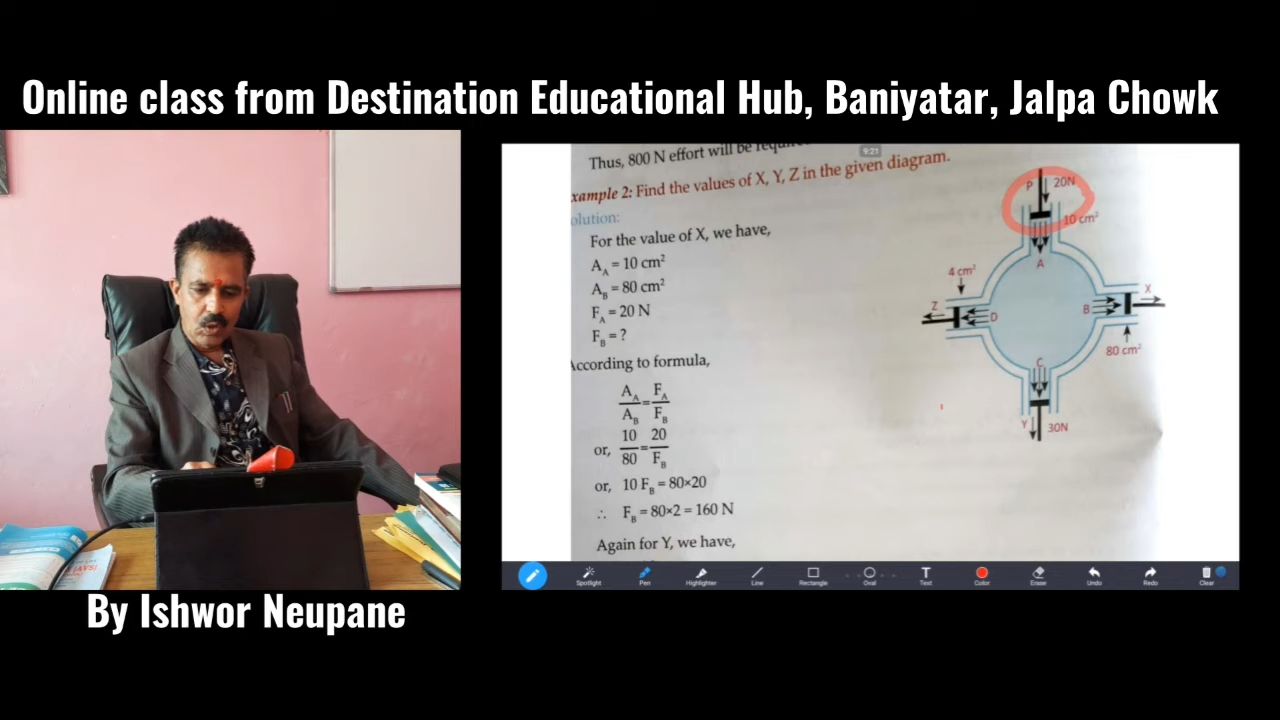 Online class from Destination Educational Hub, Baniyatar, Jalpa Chowk
Thus, 800 N effort will be
9:21
xample 2: Find the values of X, Y, Z in the given diagram.
olution:
For the value of X, we have,
A_A = 10 cm²
A_B = 80 cm²
F_A = 20 N
F_B = ?
According to formula,
A_A/A_B = F_A/F_B
or, 10/80 = 20/F_B
or, 10 F_B = 80×20
∴ F_B = 80×2 = 160 N
Again for Y, we have,
P 20N
10 cm²
A
4 cm²
Z
D
B
X
80 cm²
C
Y
30N
Spotlight Pen Highlighter Line Rectangle Oval Text Color Eraser Undo Redo Clear
By Ishwor Neupane